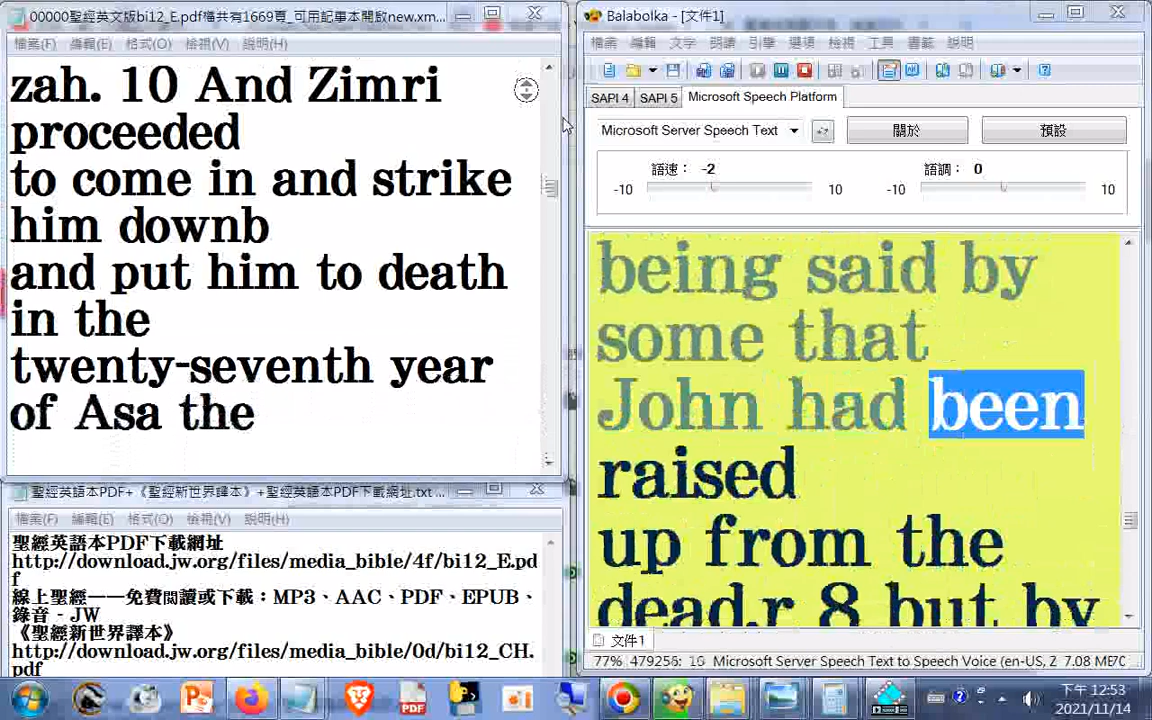 00000聖經英文版bi12_E.pdf檔共有1669頁_可用記事本開啟new.xm...
檔案(F) 編輯(E) 格式(O) 檢視(V) 說明(H)
zah. 10 And Zimri
proceeded
to come in and strike
him downb
and put him to death
in the
twenty-seventh year
of Asa the
聖經英語本PDF+《聖經新世界譯本》+聖經英語本PDF下載網址.txt ...
檔案(F) 編輯(E) 格式(O) 檢視(V) 說明(H)
聖經英語本PDF下載網址
http://download.jw.org/files/media_bible/4f/bi12_E.pd
f
線上聖經——免費閱讀或下載：MP3、AAC、PDF、EPUB、
錄音 - JW
《聖經新世界譯本》
http://download.jw.org/files/media_bible/0d/bi12_CH.
pdf
Balabolka - [文件1]
檔案 編輯 文字 朗讀 引擎 選項 檢視 工具 書籤 說明
SAPI 4 SAPI 5 Microsoft Speech Platform
Microsoft Server Speech Text 關於 預設
語速： -2 語調： 0
-10 10 -10 10
being said by
some that
John had been
raised
up from the
dead,r 8 but by
文件1
77% 479256: 10 Microsoft Server Speech Text to Speech Voice (en-US, Z 7.08 МБ
下午 12:53
2021/11/14